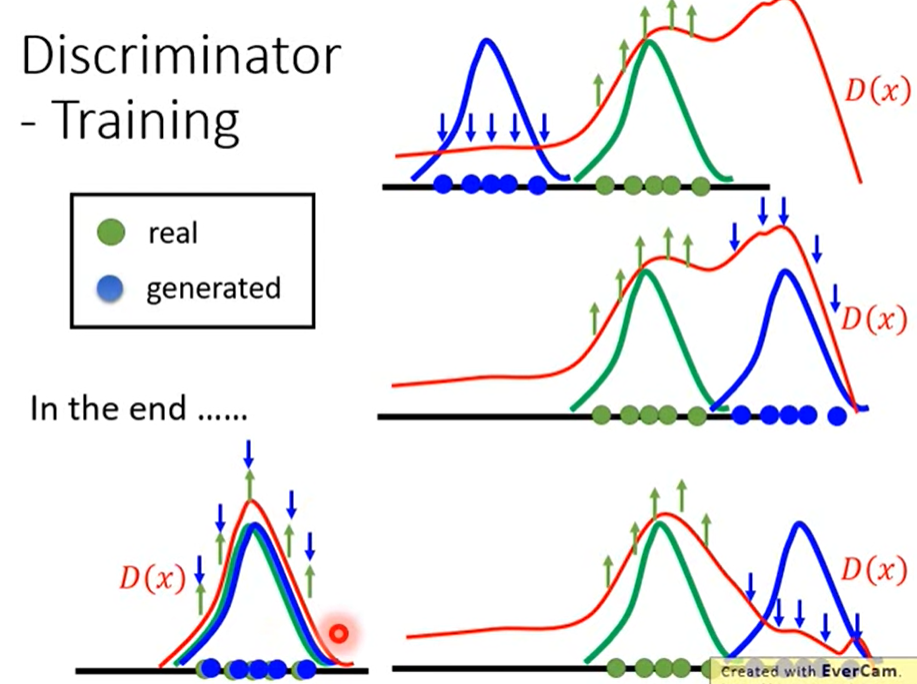 Discriminator
- Training
real
generated
In the end ……
D(x)
D(x)
D(x)
D(x)
Created with EverCam.